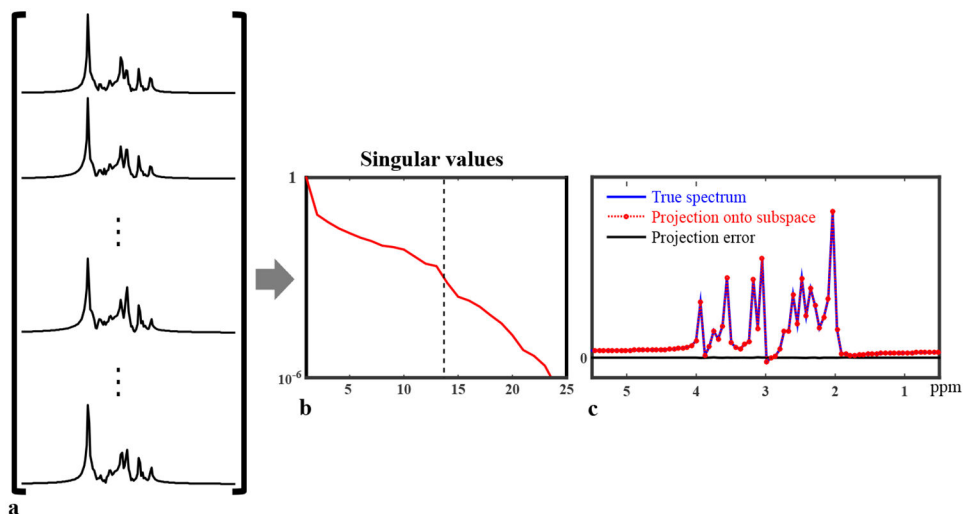 Singular values
1
10-6
5
10
15
20
25
True spectrum
Projection onto subspace
Projection error
0
5
4
3
2
1
ppm
a
b
c